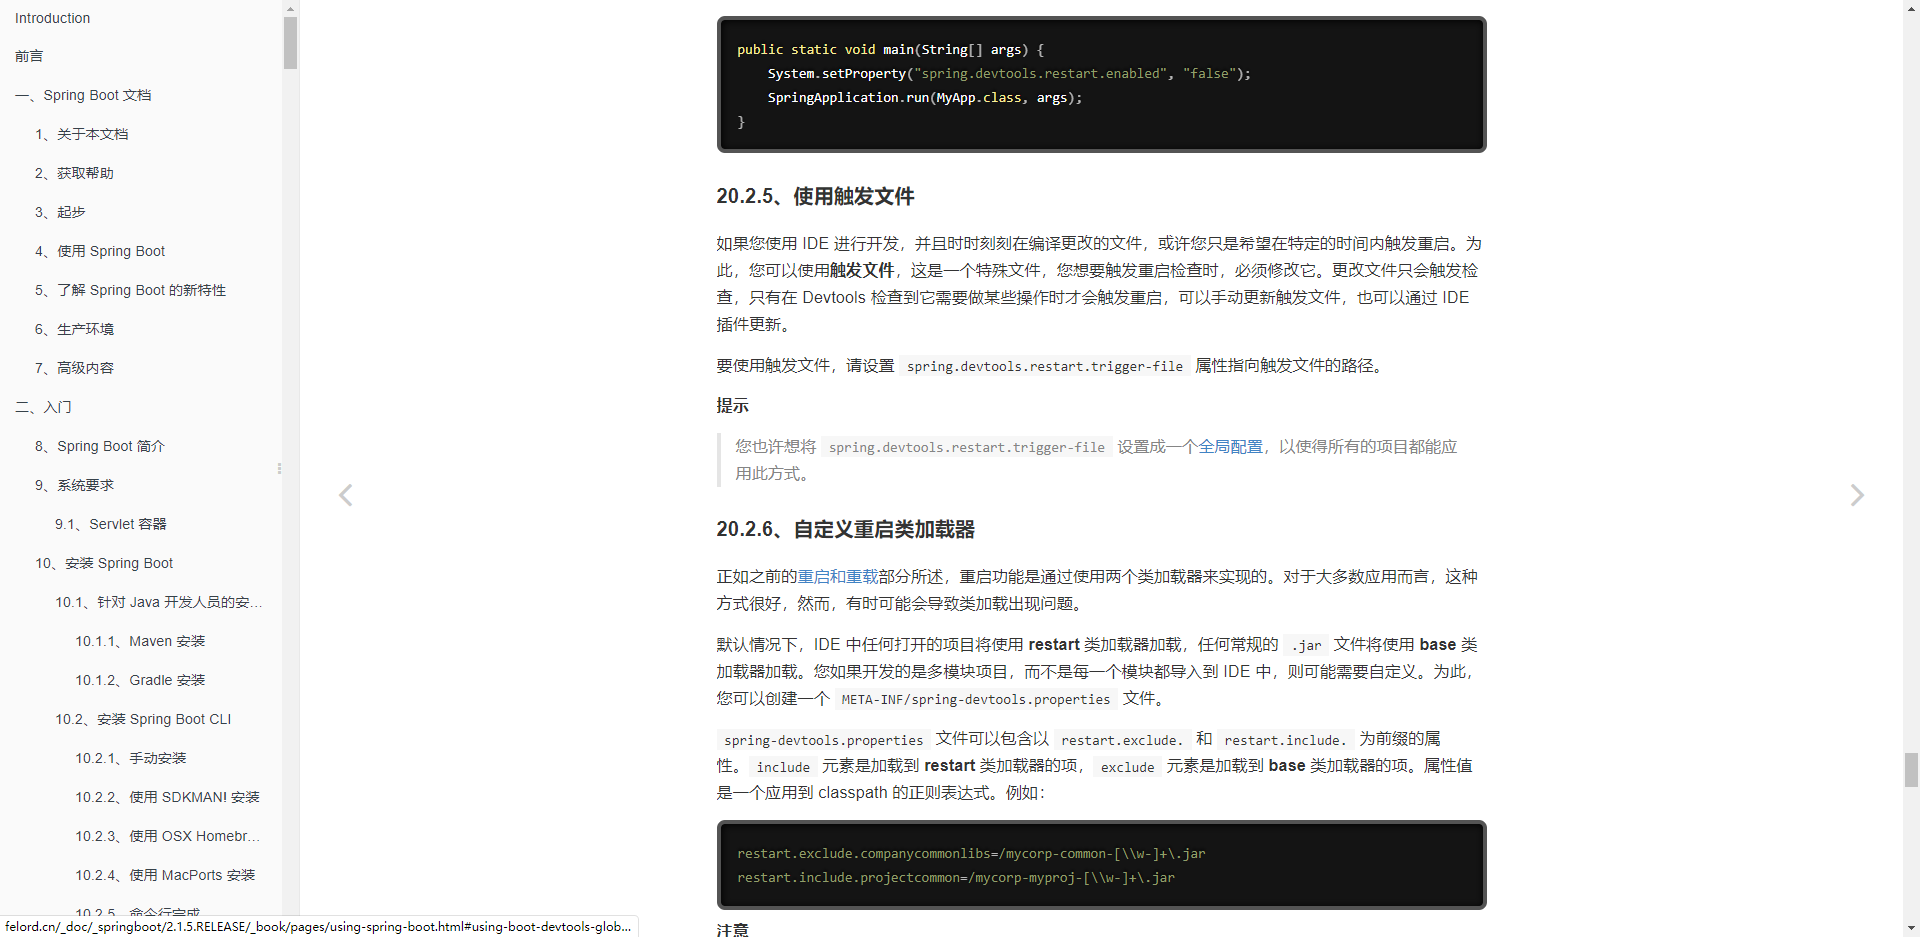 Introduction
前言
一、Spring Boot 文档
1、关于本文档
2、获取帮助
3、起步
4、使用 Spring Boot
5、了解 Spring Boot 的新特性
6、生产环境
7、高级内容
二、入门
8、Spring Boot 简介
9、系统要求
9.1、Servlet 容器
10、安装 Spring Boot
10.1、针对 Java 开发人员的安…
10.1.1、Maven 安装
10.1.2、Gradle 安装
10.2、安装 Spring Boot CLI
10.2.1、手动安装
10.2.2、使用 SDKMAN! 安装
10.2.3、使用 OSX Homebr…
10.2.4、使用 MacPorts 安装
10.2.5、命令行完成
felord.cn/_doc/_springboot/2.1.5.RELEASE/_book/pages/using-spring-boot.html#using-boot-devtools-glob...
public static void main(String[] args) {
    System.setProperty("spring.devtools.restart.enabled", "false");
    SpringApplication.run(MyApp.class, args);
}
20.2.5、使用触发文件
如果您使用 IDE 进行开发，并且时时刻刻在编译更改的文件，或许您只是希望在特定的时间内触发重启。为
此，您可以使用触发文件，这是一个特殊文件，您想要触发重启检查时，必须修改它。更改文件只会触发检
查，只有在 Devtools 检查到它需要做某些操作时才会触发重启，可以手动更新触发文件，也可以通过 IDE
插件更新。
要使用触发文件，请设置 spring.devtools.restart.trigger-file 属性指向触发文件的路径。
提示
您也许想将 spring.devtools.restart.trigger-file 设置成一个全局配置，以使得所有的项目都能应
用此方式。
20.2.6、自定义重启类加载器
正如之前的重启和重载部分所述，重启功能是通过使用两个类加载器来实现的。对于大多数应用而言，这种
方式很好，然而，有时可能会导致类加载出现问题。
默认情况下，IDE 中任何打开的项目将使用 restart 类加载器加载，任何常规的 .jar 文件将使用 base 类
加载器加载。您如果开发的是多模块项目，而不是每一个模块都导入到 IDE 中，则可能需要自定义。为此，
您可以创建一个 META-INF/spring-devtools.properties 文件。
spring-devtools.properties 文件可以包含以 restart.exclude. 和 restart.include. 为前缀的属
性。include 元素是加载到 restart 类加载器的项，exclude 元素是加载到 base 类加载器的项。属性值
是一个应用到 classpath 的正则表达式。例如：
restart.exclude.companycommonlibs=/mycorp-common-[\\w-]+\.jar
restart.include.projectcommon=/mycorp-myproj-[\\w-]+\.jar
注意